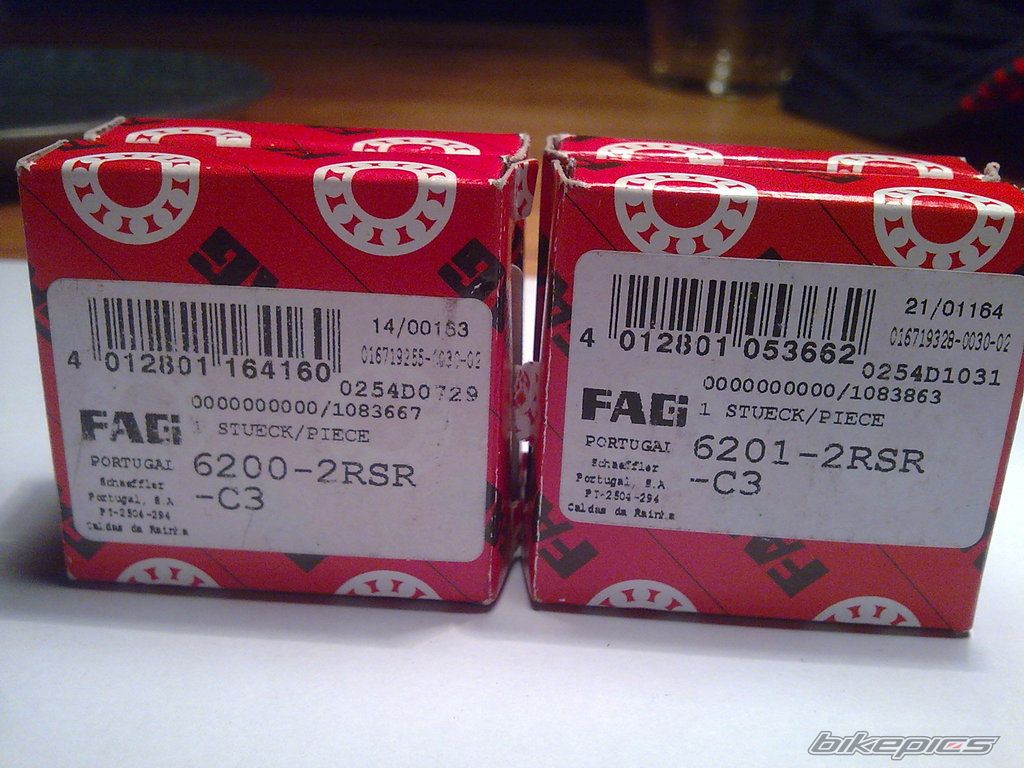 14/00163
016719255-0030-02
4 012801 164160
0254D0729
0000000000/1083667
FAG 1 STUECK/PIECE
PORTUGAL 6200-2RSR
-C3
Schaeffler
Portugal, S.A
PT-2504-294
Caldas da Rainha
21/01164
016719328-0030-02
4 012801 053662
0254D1031
0000000000/1083863
FAG 1 STUECK/PIECE
PORTUGAL 6201-2RSR
-C3
Schaeffler
Portugal, S.A
PT-2504-294
Caldas da Rainha
FAG
FAG
bikepics